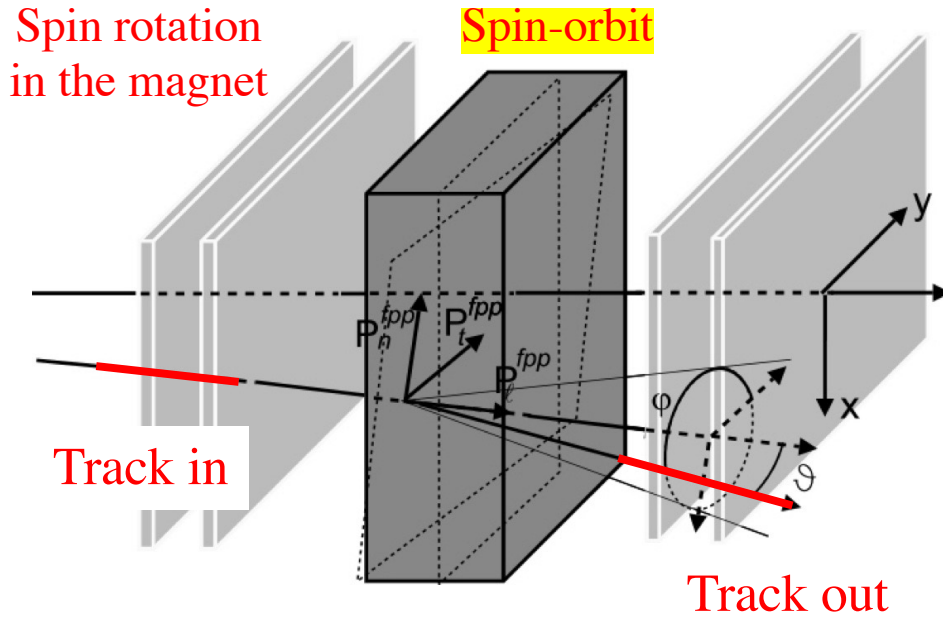 Spin rotation
in the magnet
Spin-orbit
y
P_n^fpp
P_t^fpp
P_ℓ^fpp
φ
x
Track in
ϑ
Track out